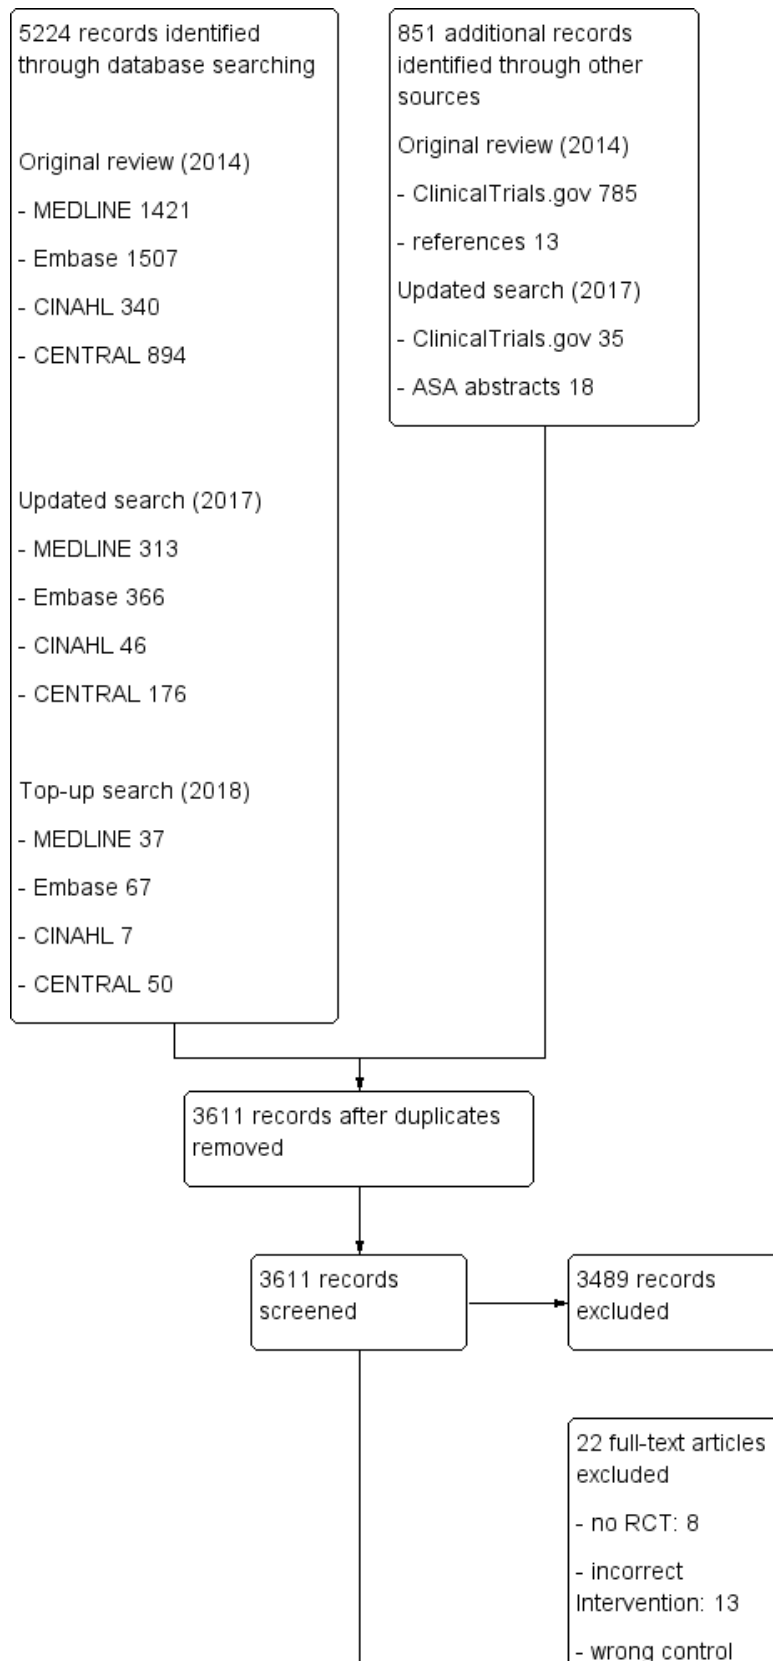 5224 records identified
through database searching
Original review (2014)
- MEDLINE 1421
- Embase 1507
- CINAHL 340
- CENTRAL 894
Updated search (2017)
- MEDLINE 313
- Embase 366
- CINAHL 46
- CENTRAL 176
Top-up search (2018)
- MEDLINE 37
- Embase 67
- CINAHL 7
- CENTRAL 50
851 additional records
identified through other
sources
Original review (2014)
- ClinicalTrials.gov 785
- references 13
Updated search (2017)
- ClinicalTrials.gov 35
- ASA abstracts 18
3611 records after duplicates
removed
3611 records
screened
3489 records
excluded
22 full-text articles
excluded
- no RCT: 8
- incorrect
Intervention: 13
- wrong control